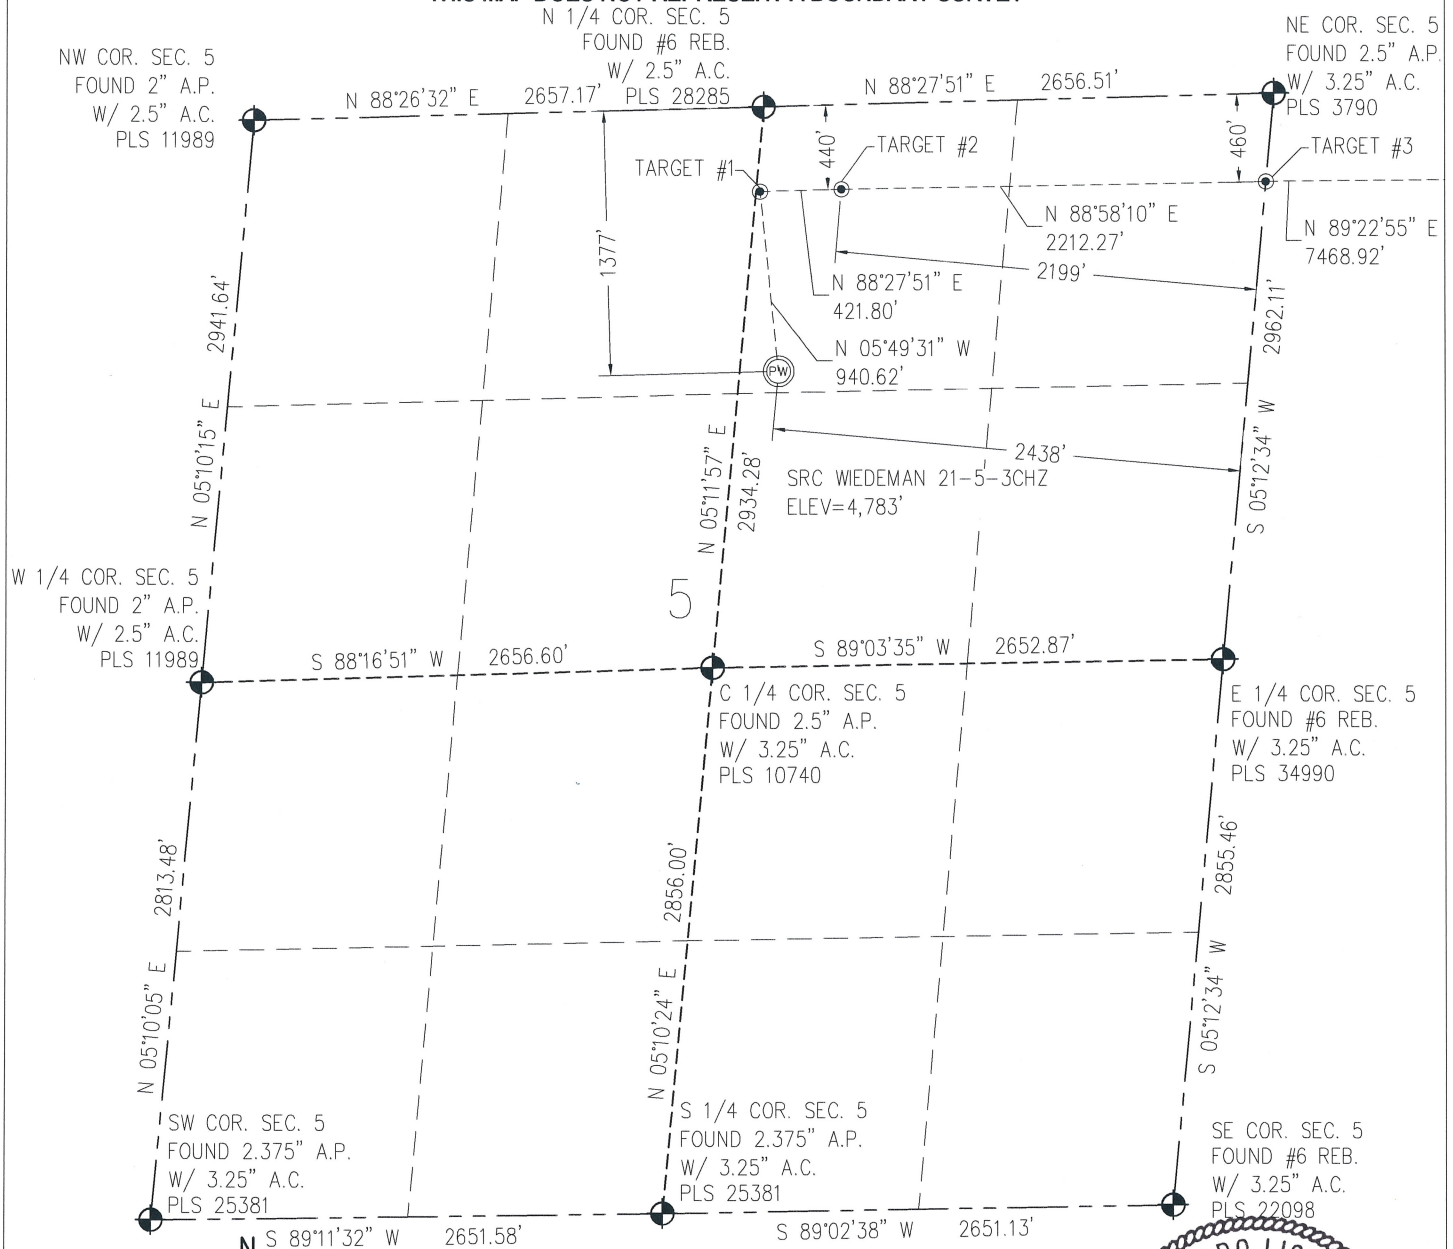 THIS MAP DOES NOT REPRESENT A BOUNDARY SURVEY
N 1/4 COR. SEC. 5
FOUND #6 REB.
W/ 2.5" A.C.
PLS 28285
NW COR. SEC. 5
FOUND 2" A.P.
W/ 2.5" A.C.
PLS 11989
NE COR. SEC. 5
FOUND 2.5" A.P.
W/ 3.25" A.C.
PLS 3790
N 88°26'32" E 2657.17'
N 88°27'51" E 2656.51'
440'
460'
TARGET #1
TARGET #2
TARGET #3
1377'
N 88°58'10" E
2212.27'
N 89°22'55" E
7468.92'
2199'
N 88°27'51" E
421.80'
N 05°49'31" W
940.62'
PW
2438'
SRC WIEDEMAN 21-5-3CHZ
ELEV=4,783'
N 05°10'15" E 2941.64'
N 05°11'57" E
2934.28'
2962.11'
S 05°12'34" W
W 1/4 COR. SEC. 5
FOUND 2" A.P.
W/ 2.5" A.C.
PLS 11989
5
S 88°16'51" W 2656.60'
S 89°03'35" W 2652.87'
C 1/4 COR. SEC. 5
FOUND 2.5" A.P.
W/ 3.25" A.C.
PLS 10740
E 1/4 COR. SEC. 5
FOUND #6 REB.
W/ 3.25" A.C.
PLS 34990
N 05°10'05" E 2813.48'
N 05°10'24" E 2856.00'
S 05°12'34" W 2855.46'
SW COR. SEC. 5
FOUND 2.375" A.P.
W/ 3.25" A.C.
PLS 25381
S 1/4 COR. SEC. 5
FOUND 2.375" A.P.
W/ 3.25" A.C.
PLS 25381
SE COR. SEC. 5
FOUND #6 REB.
W/ 3.25" A.C.
PLS 22098
N
S 89°11'32" W 2651.58'
S 89°02'38" W 2651.13'